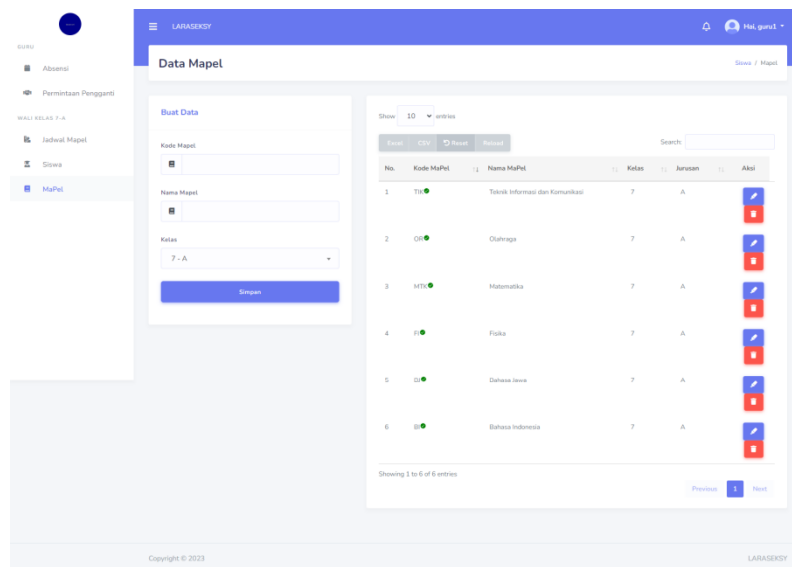 LARASEKSY
Hai, guru1
GURU
Absensi
Permintaan Pengganti
WALI KELAS 7-A
Jadwal Mapel
Siswa
MaPel
Data Mapel
Siswa / Mapel
Buat Data
Kode Mapel
Nama Mapel
Kelas
7 - A
Simpan
Show 10 entries
Excel CSV Reset Reload
Search:
No. Kode MaPel Nama MaPel Kelas Jurusan Aksi
1 TIK Teknik Informasi dan Komunikasi 7 A
2 OR Olahraga 7 A
3 MTK Matematika 7 A
4 FI Fisika 7 A
5 Bahasa Jawa 7 A
6 BI Bahasa Indonesia 7 A
Showing 1 to 6 of 6 entries
Previous 1 Next
Copyright © 2023
LARASEKSY